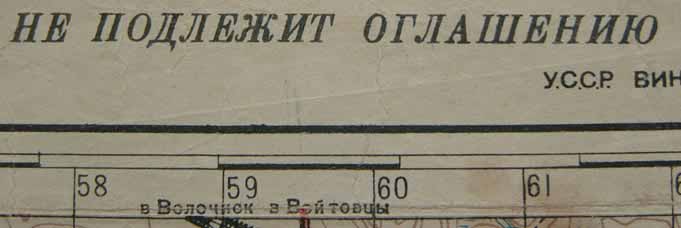 НЕ ПОДЛЕЖИТ ОГЛАШЕНИЮ
У.С.С.Р. ВИН
58 59 60 61
в Волочиск в Войтовцы